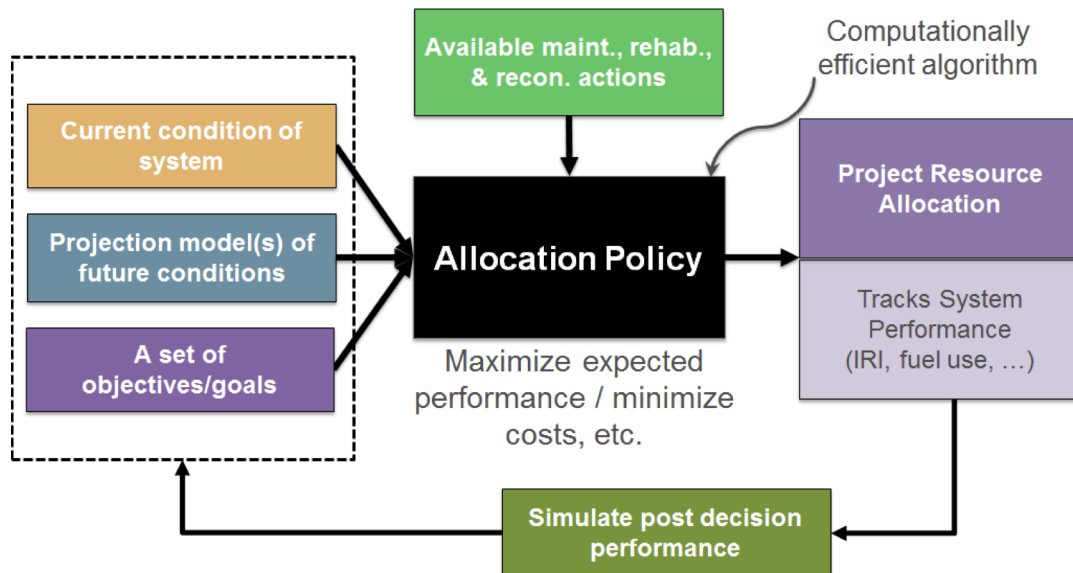 Available maint., rehab.,
& recon. actions
Computationally
efficient algorithm
Current condition of
system
Projection model(s) of
future conditions
A set of
objectives/goals
Allocation Policy
Maximize expected
performance / minimize
costs, etc.
Project Resource
Allocation
Tracks System
Performance
(IRI, fuel use, …)
Simulate post decision
performance